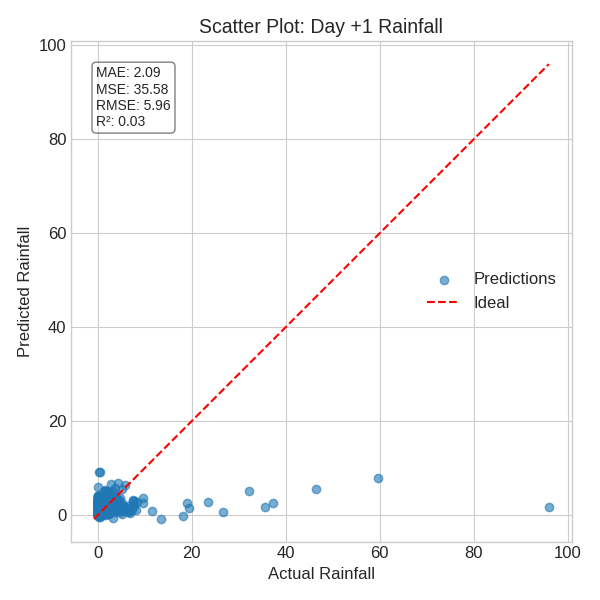 Scatter Plot: Day +1 Rainfall
100
80
60
40
20
0
MAE: 2.09
MSE: 35.58
RMSE: 5.96
R²: 0.03
Predictions
Ideal
Predicted Rainfall
0 20 40 60 80 100
Actual Rainfall